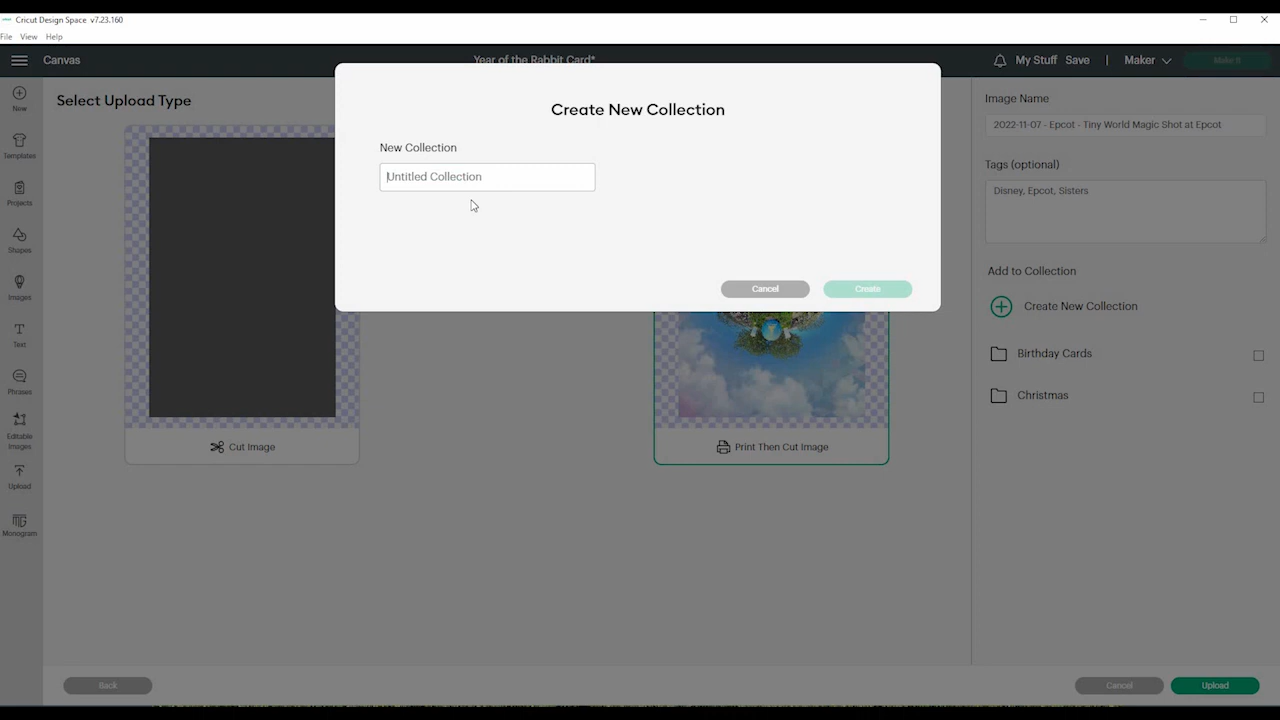 Cricut Design Space v7.23.160
File View Help
Canvas
Year of the Rabbit Card*
My Stuff Save | Maker
Make It
New
Templates
Projects
Shapes
Images
Text
Phrases
Editable
Images
Upload
Monogram
Select Upload Type
Cut Image
Print Then Cut Image
Create New Collection
New Collection
Untitled Collection
Cancel
Create
Image Name
2022-11-07 - Epcot - Tiny World Magic Shot at Epcot
Tags (optional)
Disney, Epcot, Sisters
Add to Collection
Create New Collection
Birthday Cards
Christmas
Back
Cancel
Upload